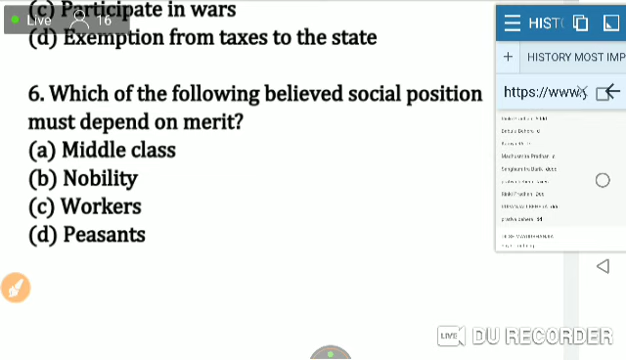 (c) Participate in wars
Live 16
(d) Exemption from taxes to the state
6. Which of the following believed social position
must depend on merit?
(a) Middle class
(b) Nobility
(c) Workers
(d) Peasants
HIST
+ HISTORY MOST IMP
https://www.y
LIVE DU RECORDER